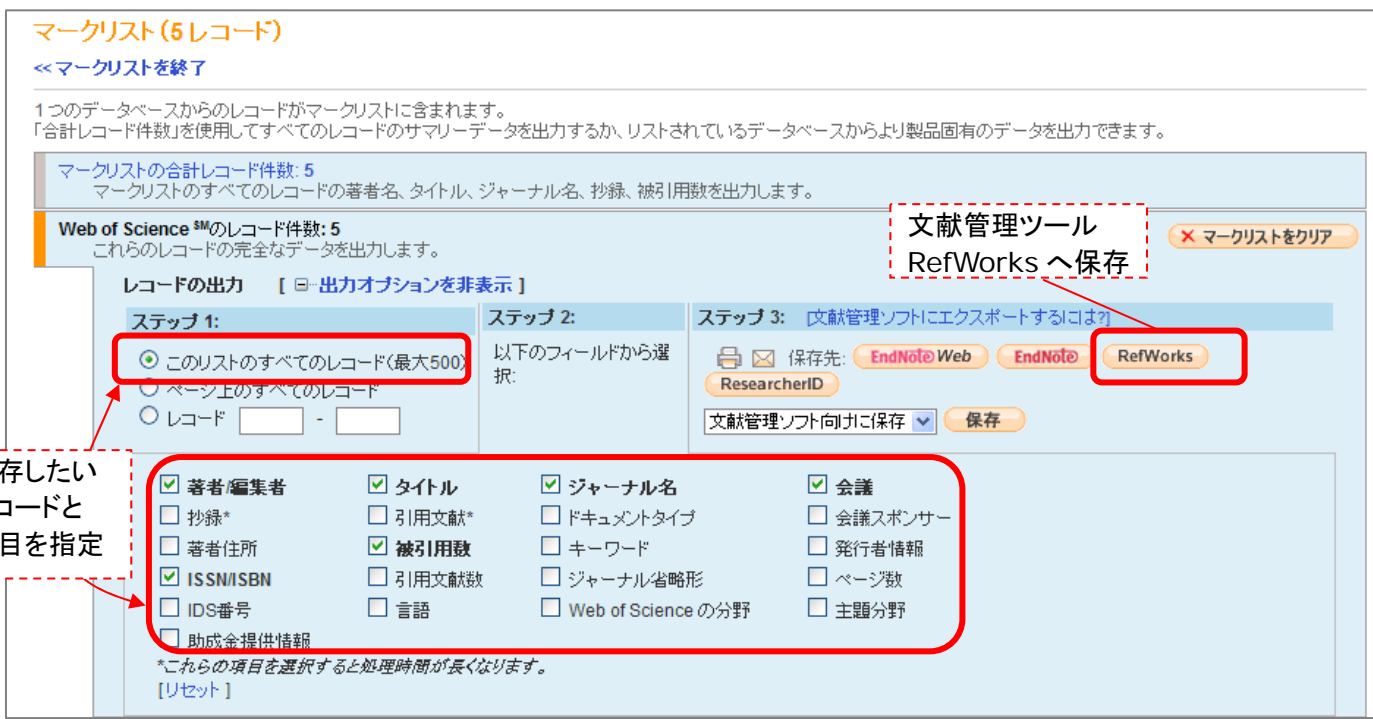 マークリスト（5 レコード）
<<マークリストを終了
1つのデータベースからのレコードがマークリストに含まれます。
「合計レコード件数」を使用してすべてのレコードのサマリーデータを出力するか、リストされているデータベースからより製品固有のデータを出力できます。
マークリストの合計レコード件数: 5
マークリストのすべてのレコードの著者名、タイトル、ジャーナル名、抄録、被引用数を出力します。
Web of Science ℠のレコード件数: 5
これらのレコードの完全なデータを出力します。
文献管理ツール
RefWorks へ保存
マークリストをクリア
レコードの出力 [ 出力オプションを非表示 ]
ステップ 1: ステップ 2: ステップ 3: [文献管理ソフトにエクスポートするには?]
このリストのすべてのレコード(最大500)
ページ上のすべてのレコード
レコード -
以下のフィールドから選
択:
保存先: EndNote Web EndNote RefWorks
ResearcherID
文献管理ソフト向けに保存 保存
存したい
コードと
目を指定
著者/編集者 タイトル ジャーナル名 会議
抄録* 引用文献* ドキュメントタイプ 会議スポンサー
著者住所 被引用数 キーワード 発行者情報
ISSN/ISBN 引用文献数 ジャーナル省略形 ページ数
IDS番号 言語 Web of Science の分野 主題分野
助成金提供情報
*これらの項目を選択すると処理時間が長くなります。
[リセット]